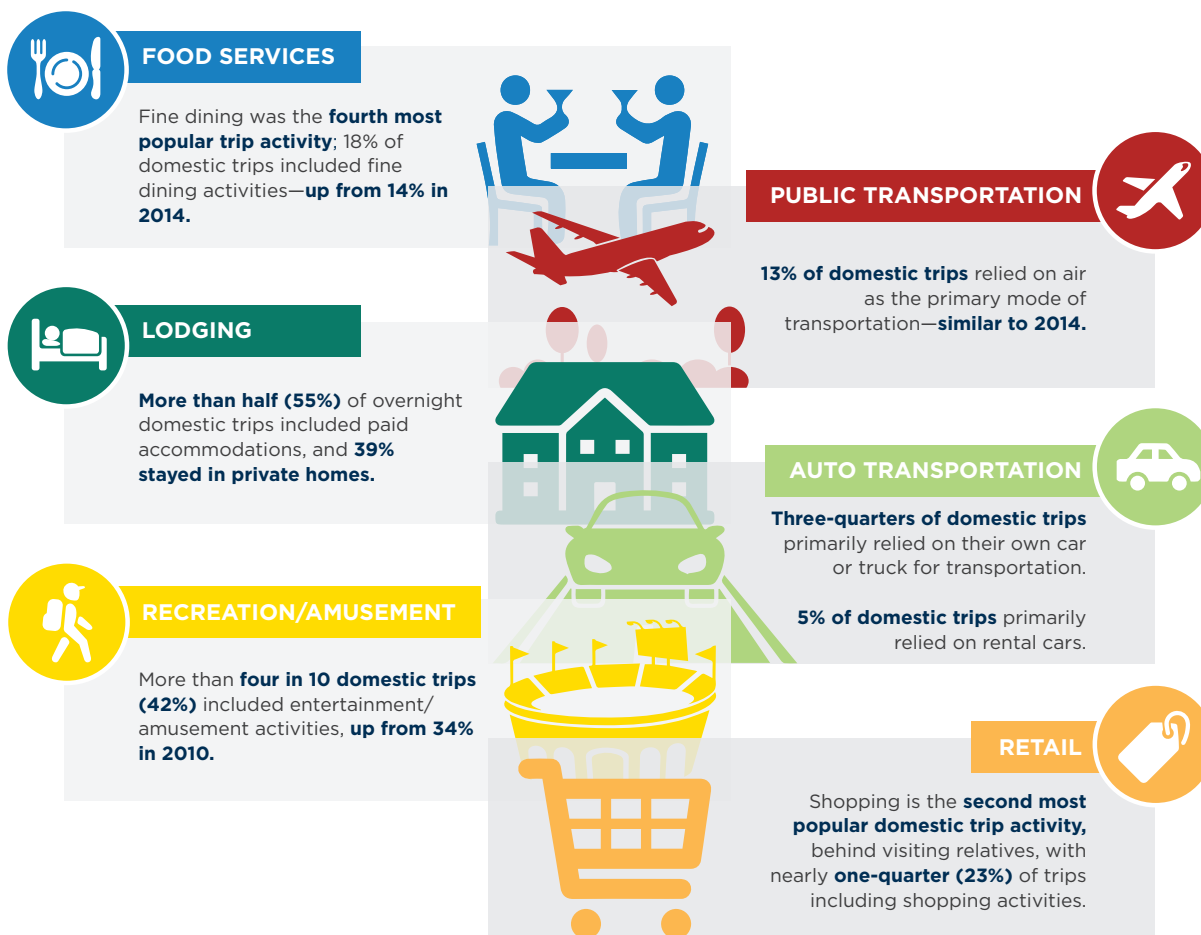 FOOD SERVICES
Fine dining was the fourth most
popular trip activity; 18% of
domestic trips included fine
dining activities—up from 14% in
2014.
PUBLIC TRANSPORTATION
13% of domestic trips relied on air
as the primary mode of
transportation—similar to 2014.
LODGING
More than half (55%) of overnight
domestic trips included paid
accommodations, and 39%
stayed in private homes.
AUTO TRANSPORTATION
Three-quarters of domestic trips
primarily relied on their own car
or truck for transportation.
5% of domestic trips primarily
relied on rental cars.
RECREATION/AMUSEMENT
More than four in 10 domestic trips
(42%) included entertainment/
amusement activities, up from 34%
in 2010.
RETAIL
Shopping is the second most
popular domestic trip activity,
behind visiting relatives, with
nearly one-quarter (23%) of trips
including shopping activities.